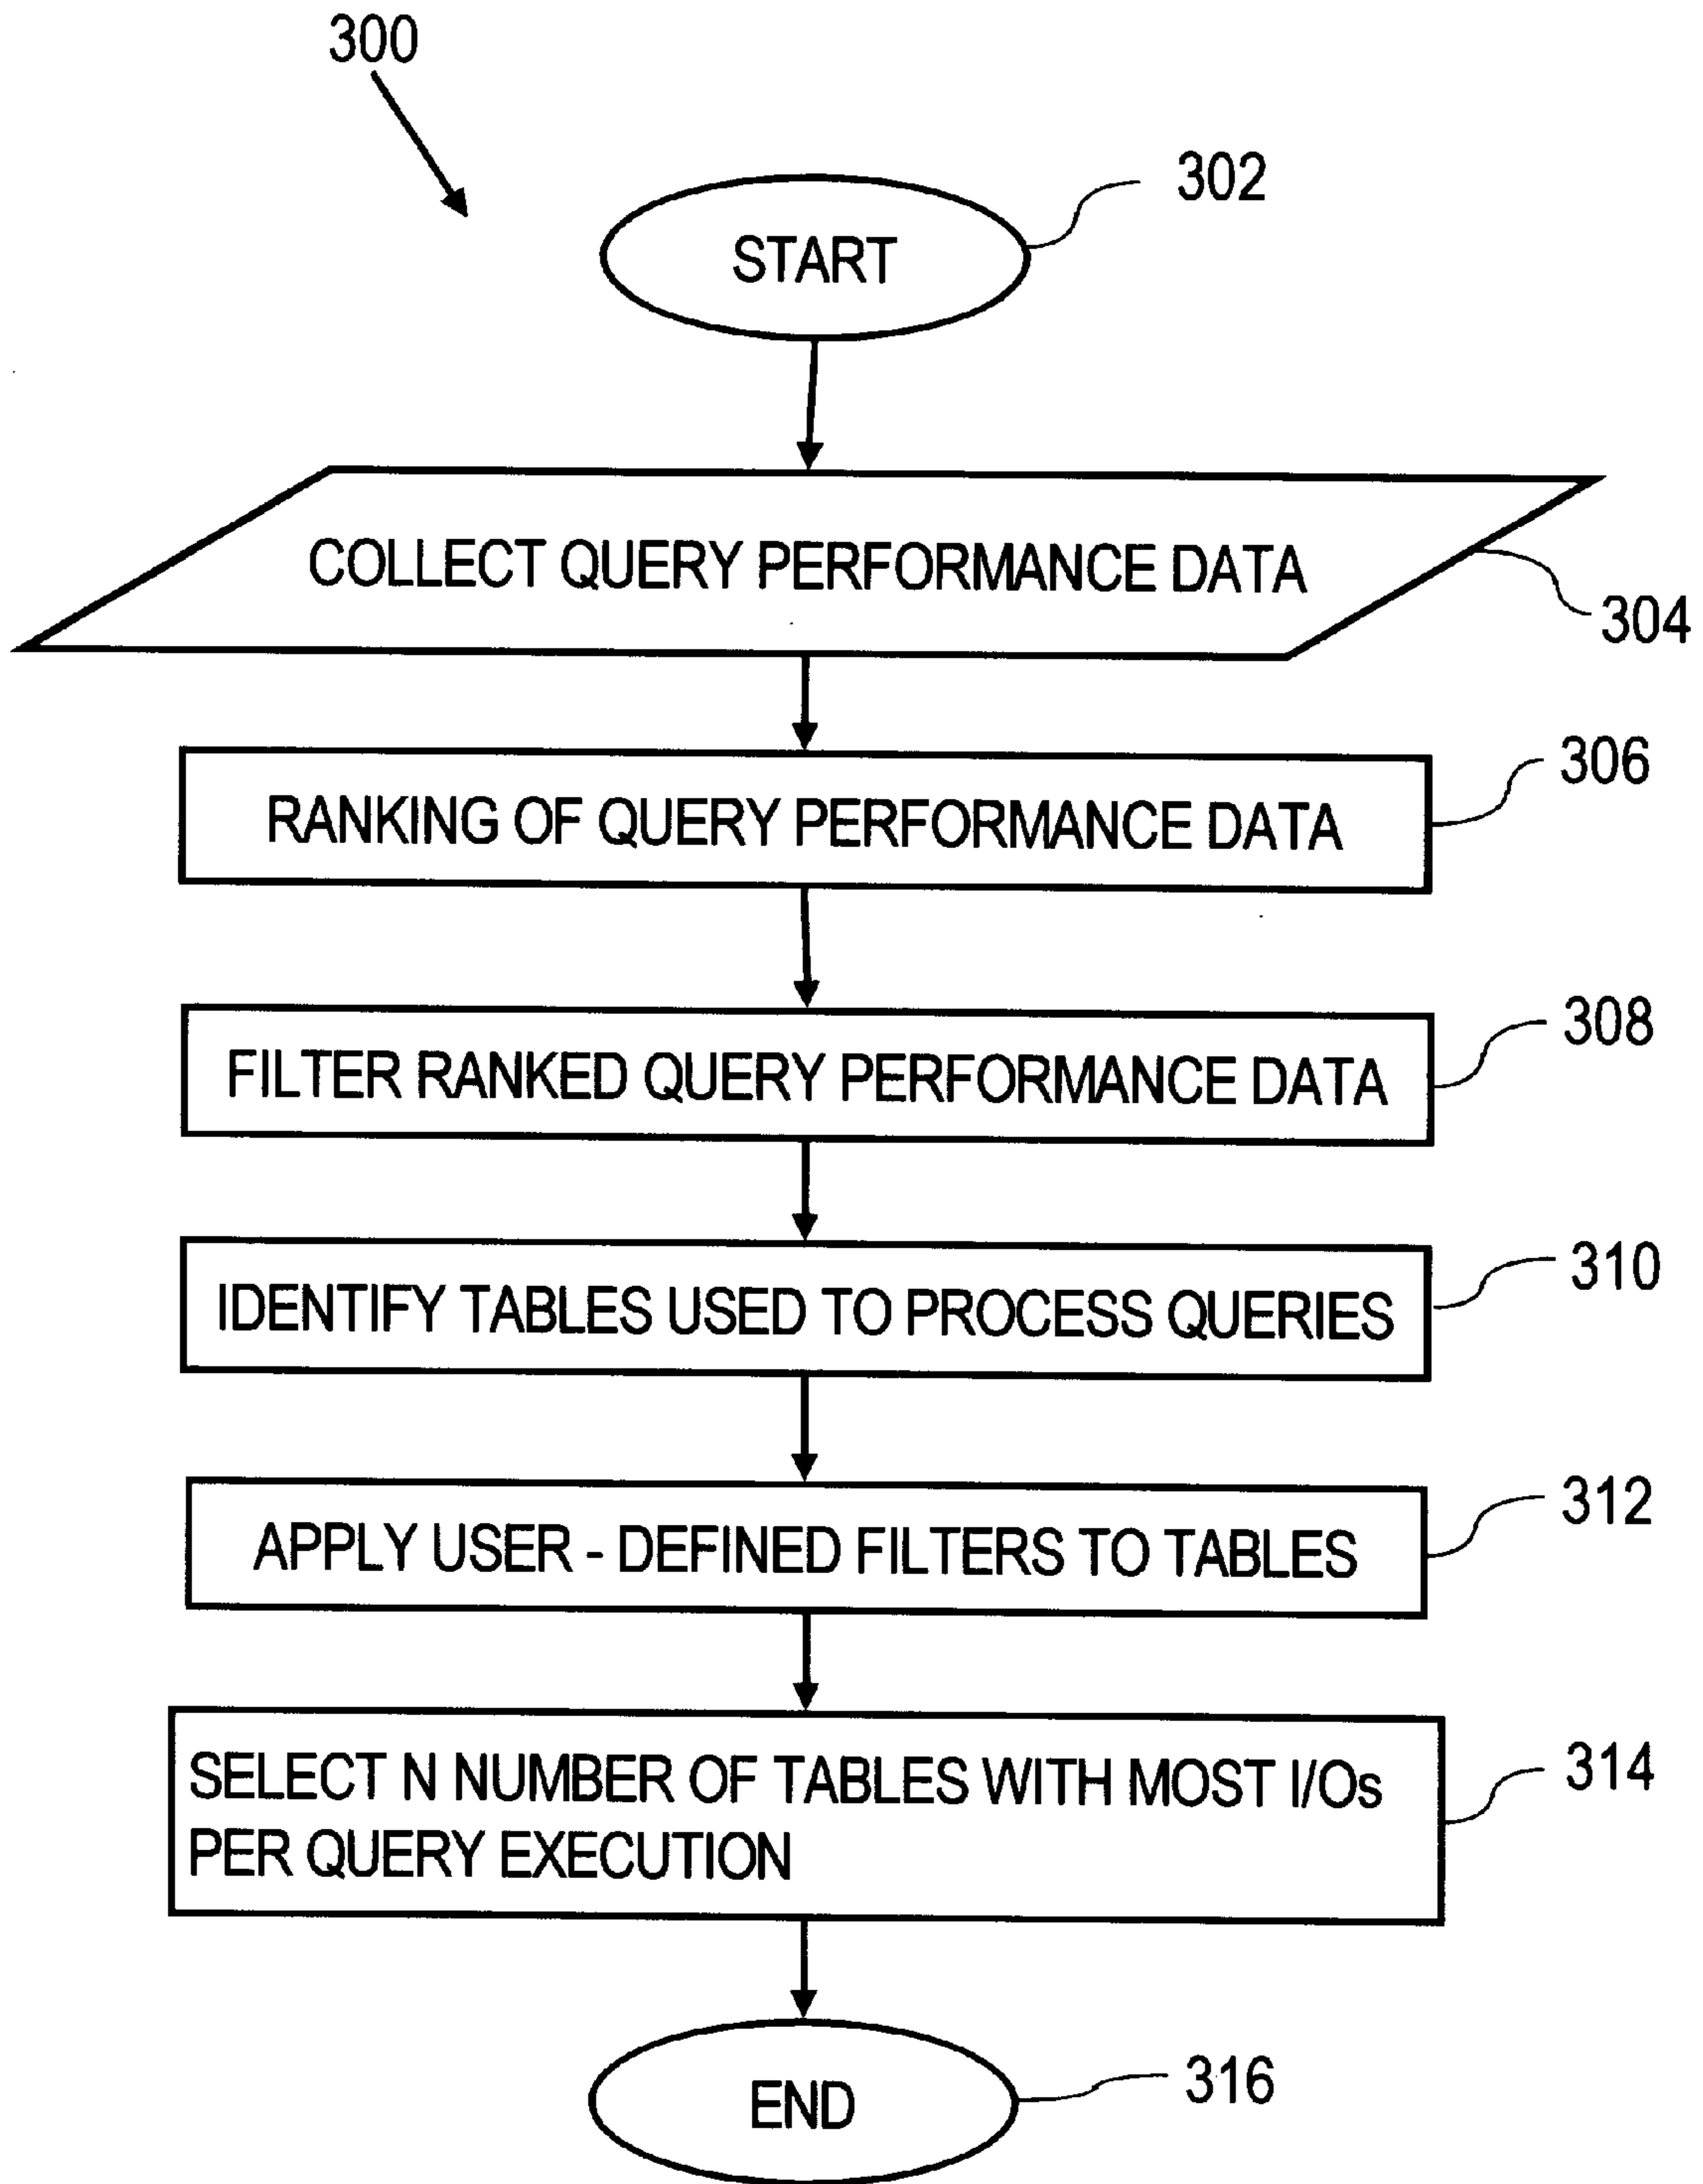 300
302
START
COLLECT QUERY PERFORMANCE DATA
304
306
RANKING OF QUERY PERFORMANCE DATA
308
FILTER RANKED QUERY PERFORMANCE DATA
310
IDENTIFY TABLES USED TO PROCESS QUERIES
312
APPLY USER - DEFINED FILTERS TO TABLES
314
SELECT N NUMBER OF TABLES WITH MOST I/Os
PER QUERY EXECUTION
316
END